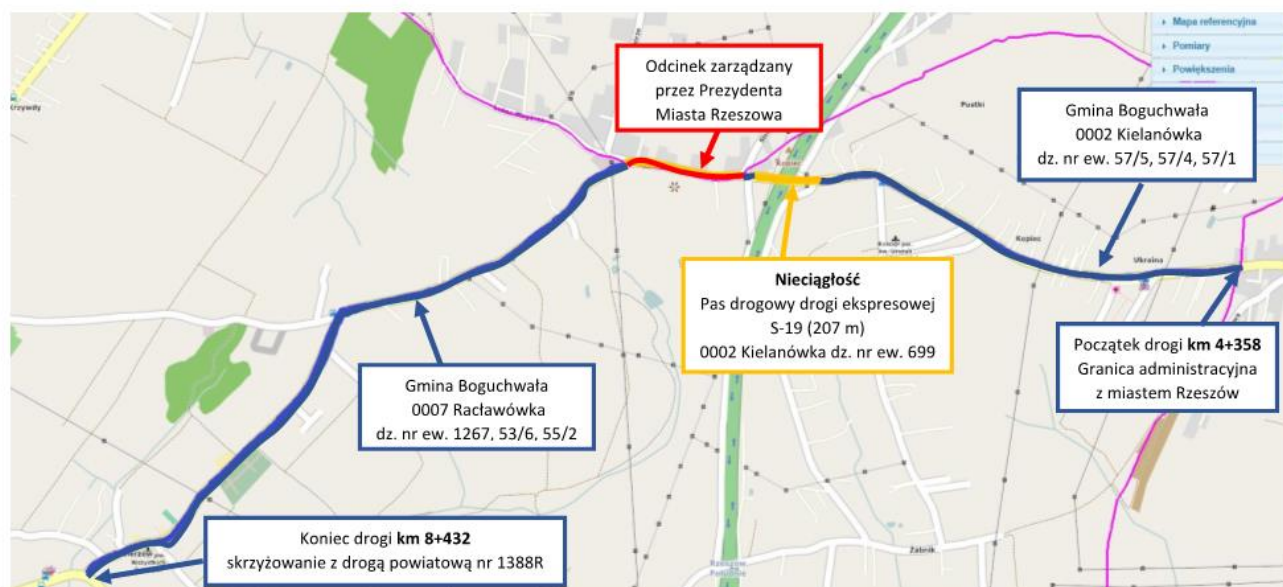 Mapa referencyjna
Pomiary
Powiększenia
Odcinek zarządzany
przez Prezydenta
Miasta Rzeszowa
Gmina Boguchwała
0002 Kielanówka
dz. nr ew. 57/5, 57/4, 57/1
Pustki
Kopiec
Ukraina
Nieciągłość
Pas drogowy drogi ekspresowej
S-19 (207 m)
0002 Kielanówka dz. nr ew. 699
Początek drogi km 4+358
Granica administracyjna
z miastem Rzeszów
Gmina Boguchwała
0007 Racławówka
dz. nr ew. 1267, 53/6, 55/2
Koniec drogi km 8+432
skrzyżowanie z drogą powiatową nr 1388R
Żabnik
Rzeszów
Południe